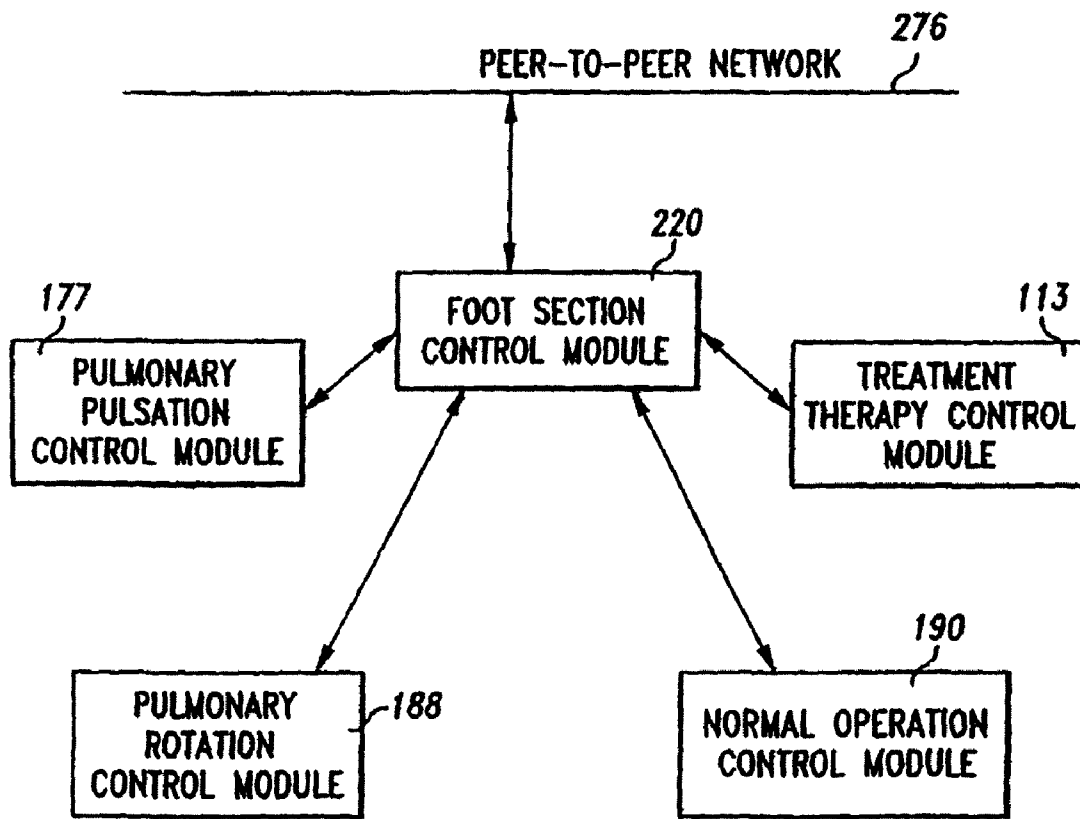 276
PEER-TO-PEER NETWORK
220
FOOT SECTION
CONTROL MODULE
177
PULMONARY
PULSATION
CONTROL MODULE
113
TREATMENT
THERAPY CONTROL
MODULE
188
PULMONARY
ROTATION
CONTROL MODULE
190
NORMAL OPERATION
CONTROL MODULE